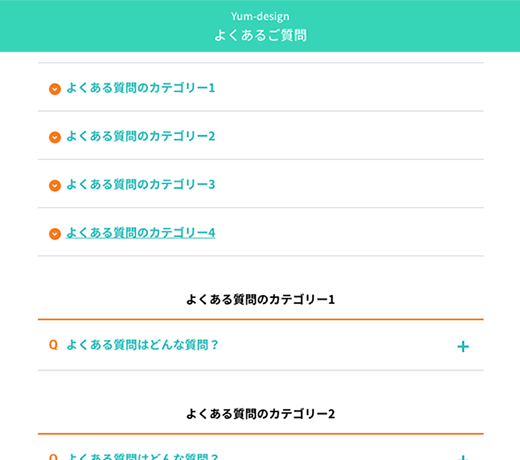 Yum-design
よくあるご質問
よくある質問のカテゴリー1
よくある質問のカテゴリー2
よくある質問のカテゴリー3
よくある質問のカテゴリー4
よくある質問のカテゴリー1
Q よくある質問はどんな質問？
よくある質問のカテゴリー2
Q よくある質問はどんな質問？